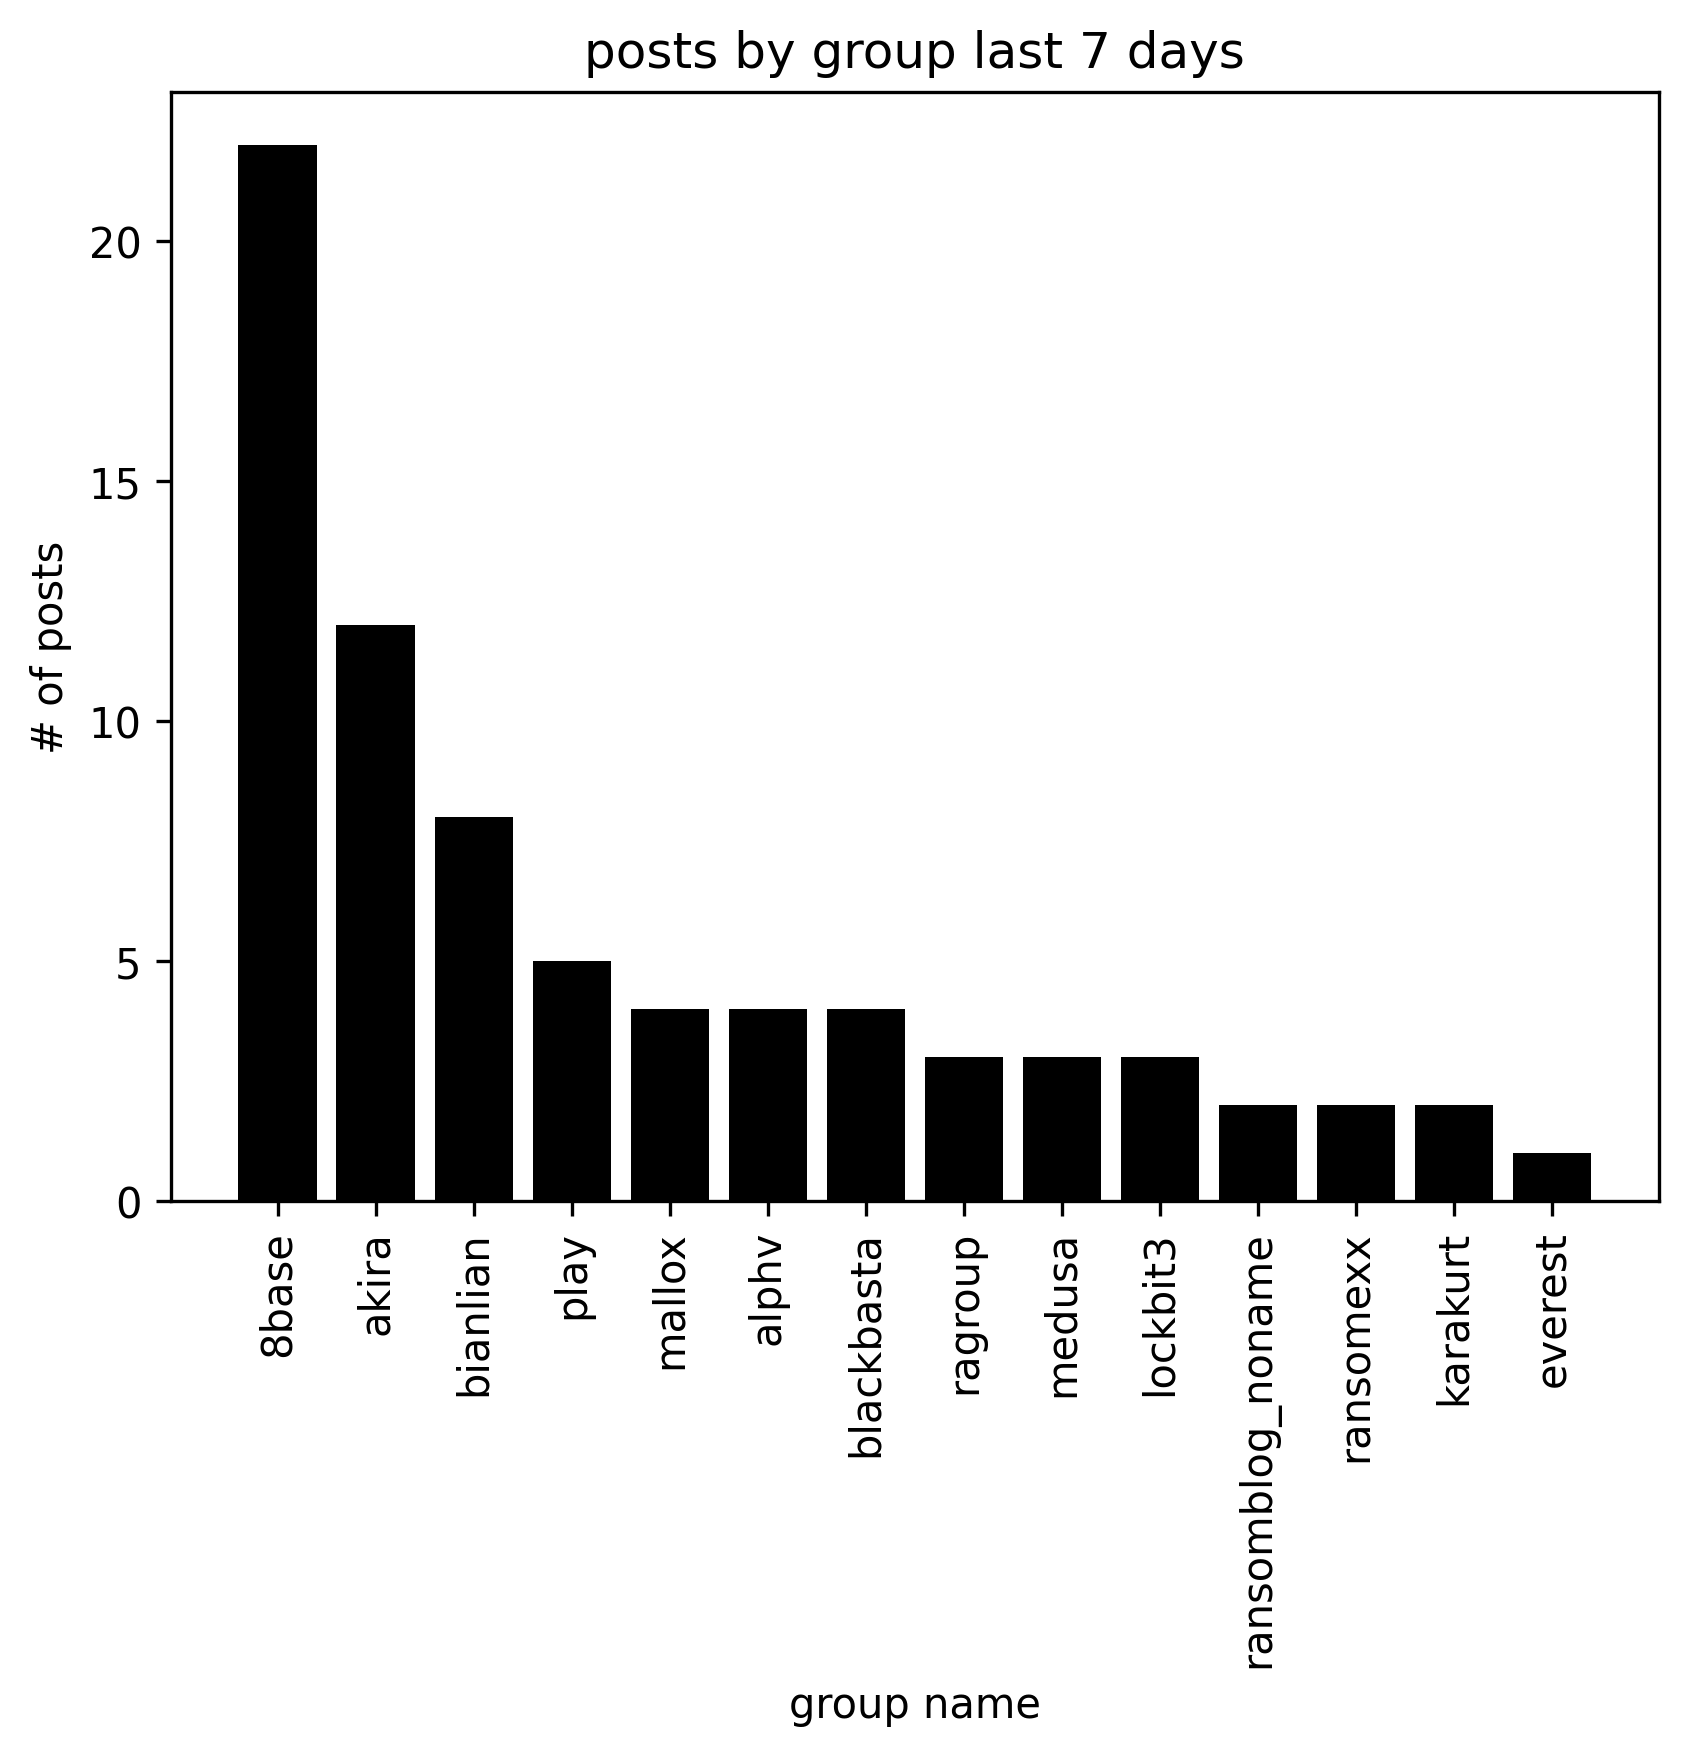 posts by group last 7 days
# of posts
20
15
10
5
0
8base
akira
bianlian
play
mallox
alphv
blackbasta
ragroup
medusa
lockbit3
ransomblog_noname
ransomexx
karakurt
everest
group name